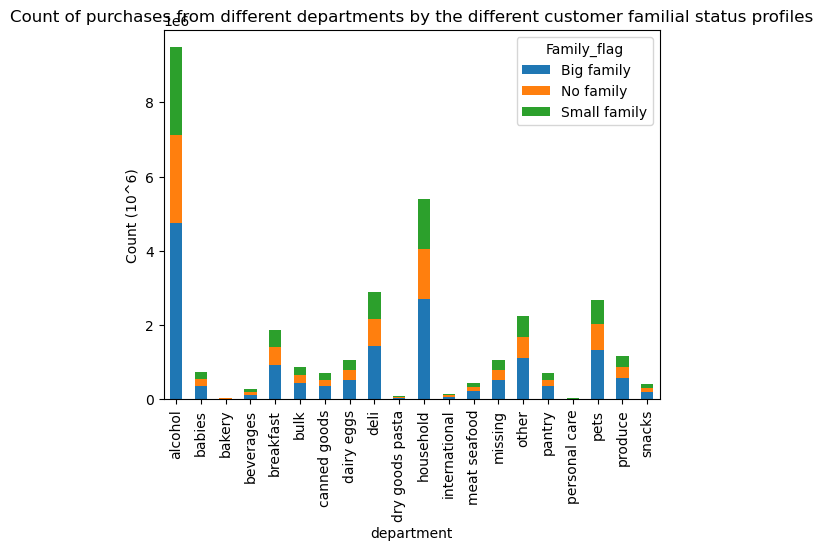 Count of purchases from different departments by the different customer familial status profiles
1e6
Family_flag
Big family
No family
Small family
8
6
4
2
0
Count (10^6)
alcohol
babies
bakery
beverages
breakfast
bulk
canned goods
dairy eggs
deli
dry goods pasta
household
international
meat seafood
missing
other
pantry
personal care
pets
produce
snacks
department